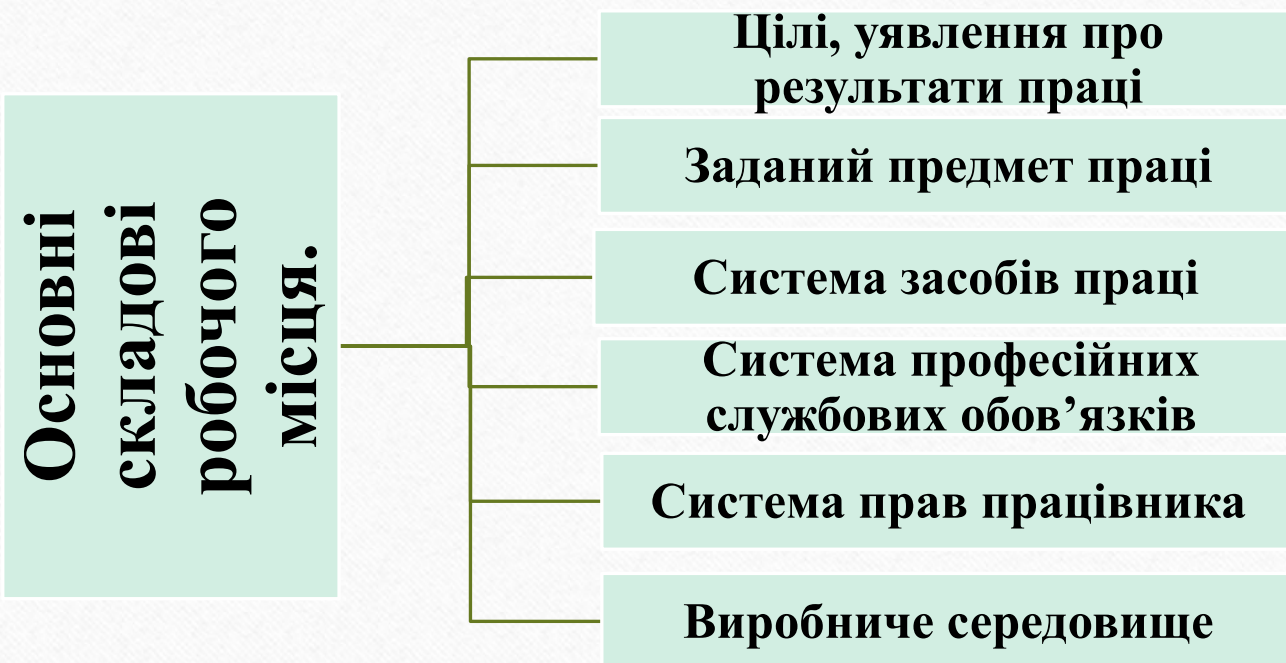 Основні
складові
робочого
місця.
Цілі, уявлення про
результати праці
Заданий предмет праці
Система засобів праці
Система професійних
службових обов’язків
Система прав працівника
Виробниче середовище